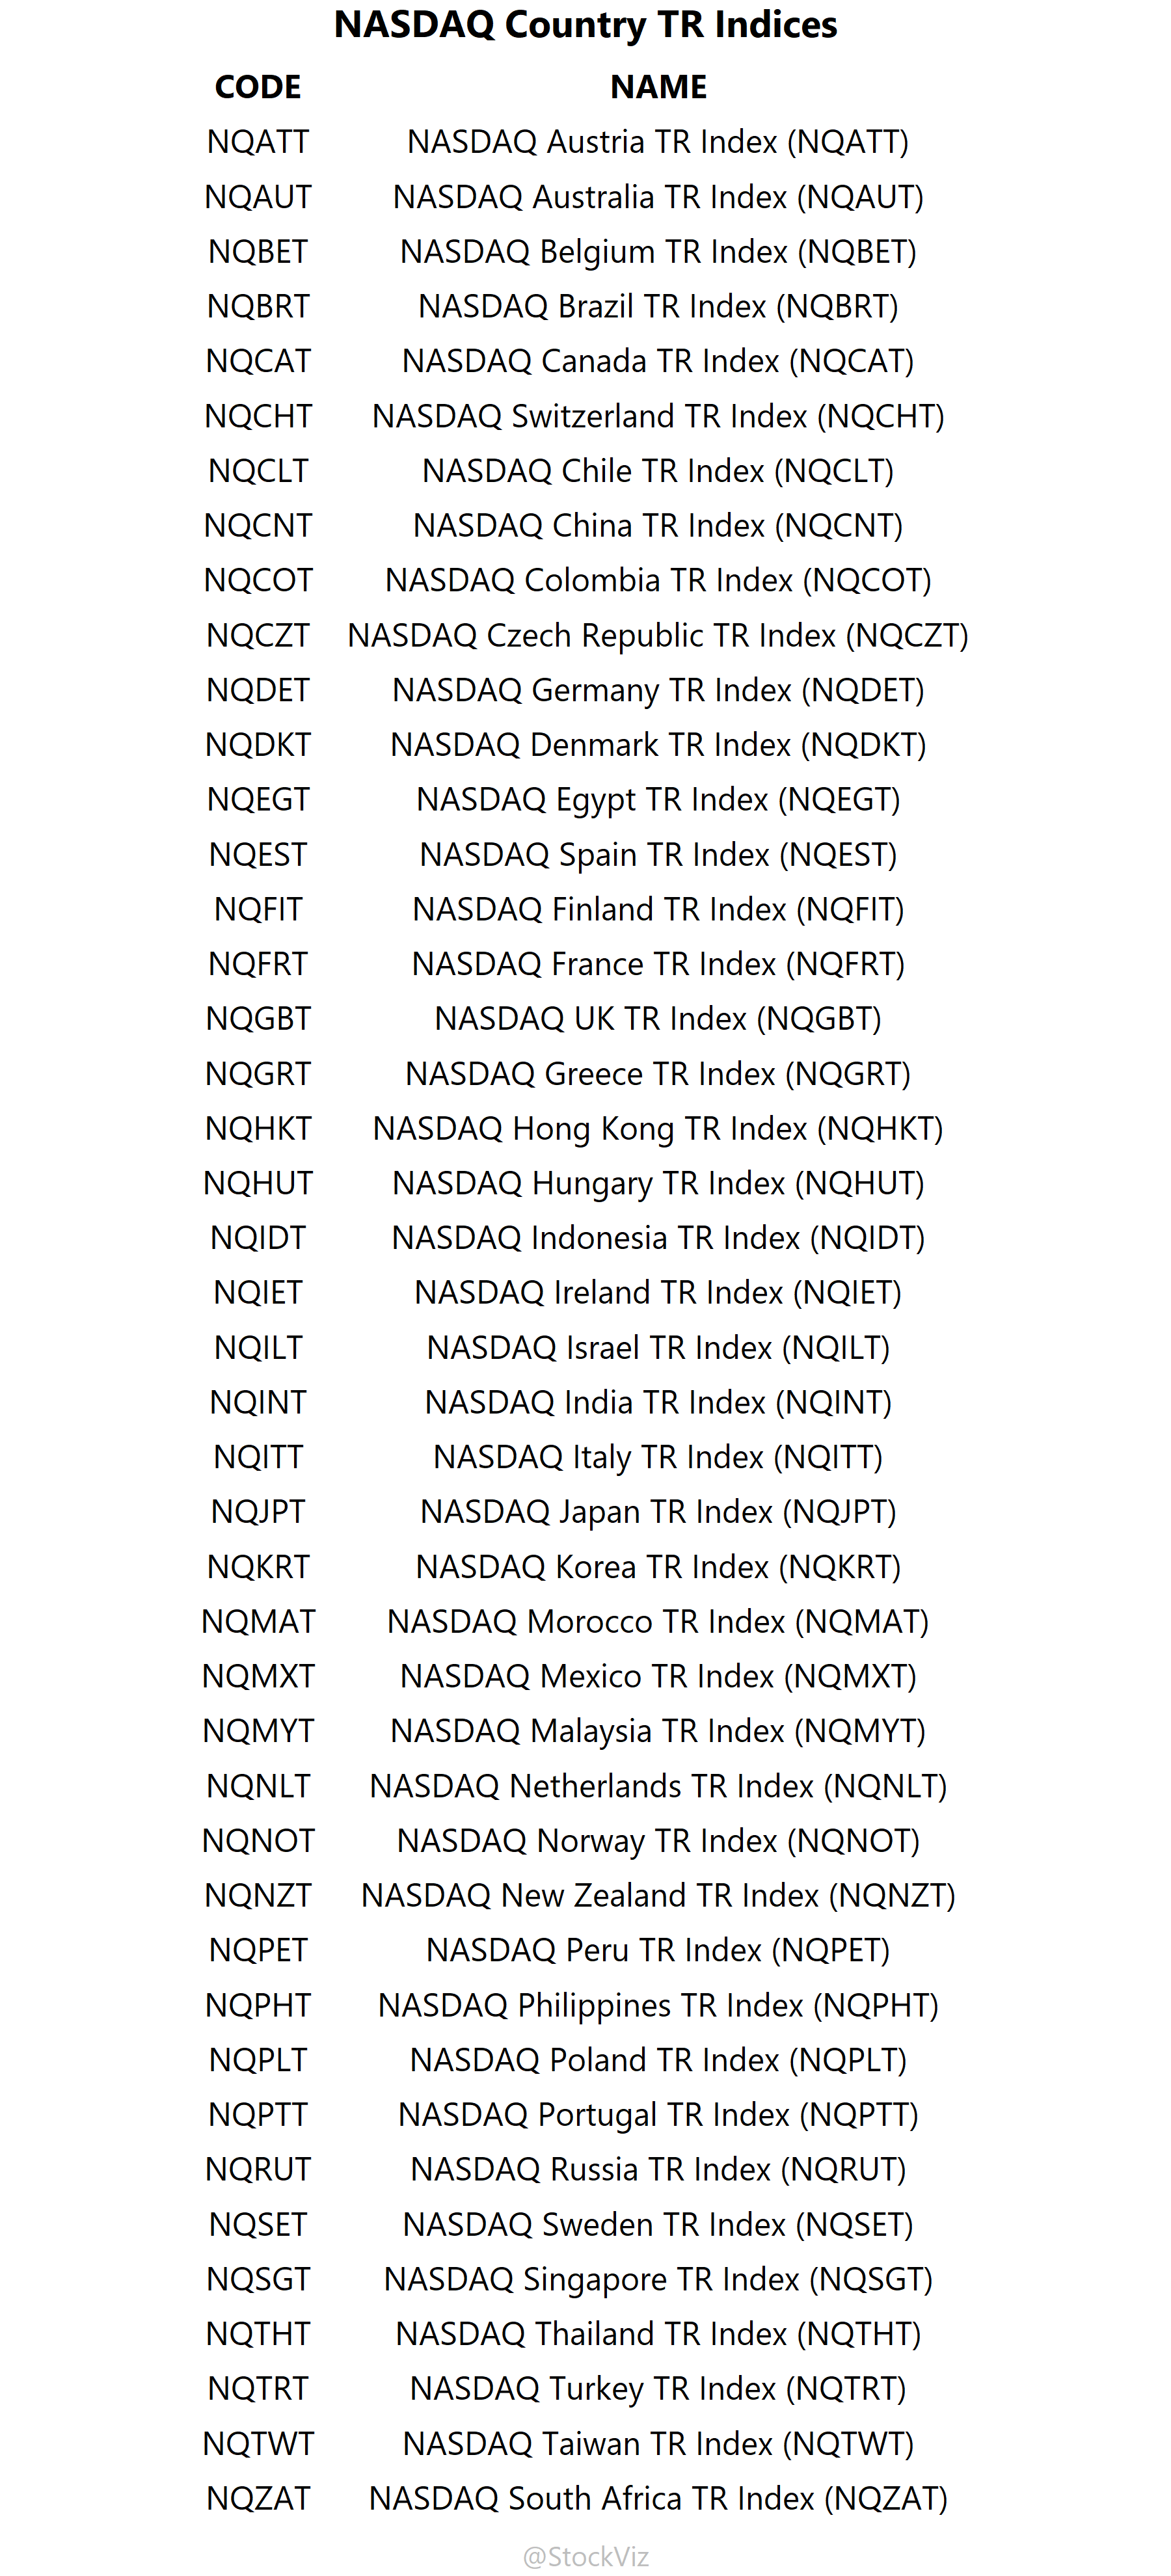 NASDAQ Country TR Indices
CODE NAME
NQATT NASDAQ Austria TR Index (NQATT)
NQAUT NASDAQ Australia TR Index (NQAUT)
NQBET NASDAQ Belgium TR Index (NQBET)
NQBRT NASDAQ Brazil TR Index (NQBRT)
NQCAT NASDAQ Canada TR Index (NQCAT)
NQCHT NASDAQ Switzerland TR Index (NQCHT)
NQCLT NASDAQ Chile TR Index (NQCLT)
NQCNT NASDAQ China TR Index (NQCNT)
NQCOT NASDAQ Colombia TR Index (NQCOT)
NQCZT NASDAQ Czech Republic TR Index (NQCZT)
NQDET NASDAQ Germany TR Index (NQDET)
NQDKT NASDAQ Denmark TR Index (NQDKT)
NQEGT NASDAQ Egypt TR Index (NQEGT)
NQEST NASDAQ Spain TR Index (NQEST)
NQFIT NASDAQ Finland TR Index (NQFIT)
NQFRT NASDAQ France TR Index (NQFRT)
NQGBT NASDAQ UK TR Index (NQGBT)
NQGRT NASDAQ Greece TR Index (NQGRT)
NQHKT NASDAQ Hong Kong TR Index (NQHKT)
NQHUT NASDAQ Hungary TR Index (NQHUT)
NQIDT NASDAQ Indonesia TR Index (NQIDT)
NQIET NASDAQ Ireland TR Index (NQIET)
NQILT NASDAQ Israel TR Index (NQILT)
NQINT NASDAQ India TR Index (NQINT)
NQITT NASDAQ Italy TR Index (NQITT)
NQJPT NASDAQ Japan TR Index (NQJPT)
NQKRT NASDAQ Korea TR Index (NQKRT)
NQMAT NASDAQ Morocco TR Index (NQMAT)
NQMXT NASDAQ Mexico TR Index (NQMXT)
NQMYT NASDAQ Malaysia TR Index (NQMYT)
NQNLT NASDAQ Netherlands TR Index (NQNLT)
NQNOT NASDAQ Norway TR Index (NQNOT)
NQNZT NASDAQ New Zealand TR Index (NQNZT)
NQPET NASDAQ Peru TR Index (NQPET)
NQPHT NASDAQ Philippines TR Index (NQPHT)
NQPLT NASDAQ Poland TR Index (NQPLT)
NQPTT NASDAQ Portugal TR Index (NQPTT)
NQRUT NASDAQ Russia TR Index (NQRUT)
NQSET NASDAQ Sweden TR Index (NQSET)
NQSGT NASDAQ Singapore TR Index (NQSGT)
NQTHT NASDAQ Thailand TR Index (NQTHT)
NQTRT NASDAQ Turkey TR Index (NQTRT)
NQTWT NASDAQ Taiwan TR Index (NQTWT)
NQZAT NASDAQ South Africa TR Index (NQZAT)
@StockViz